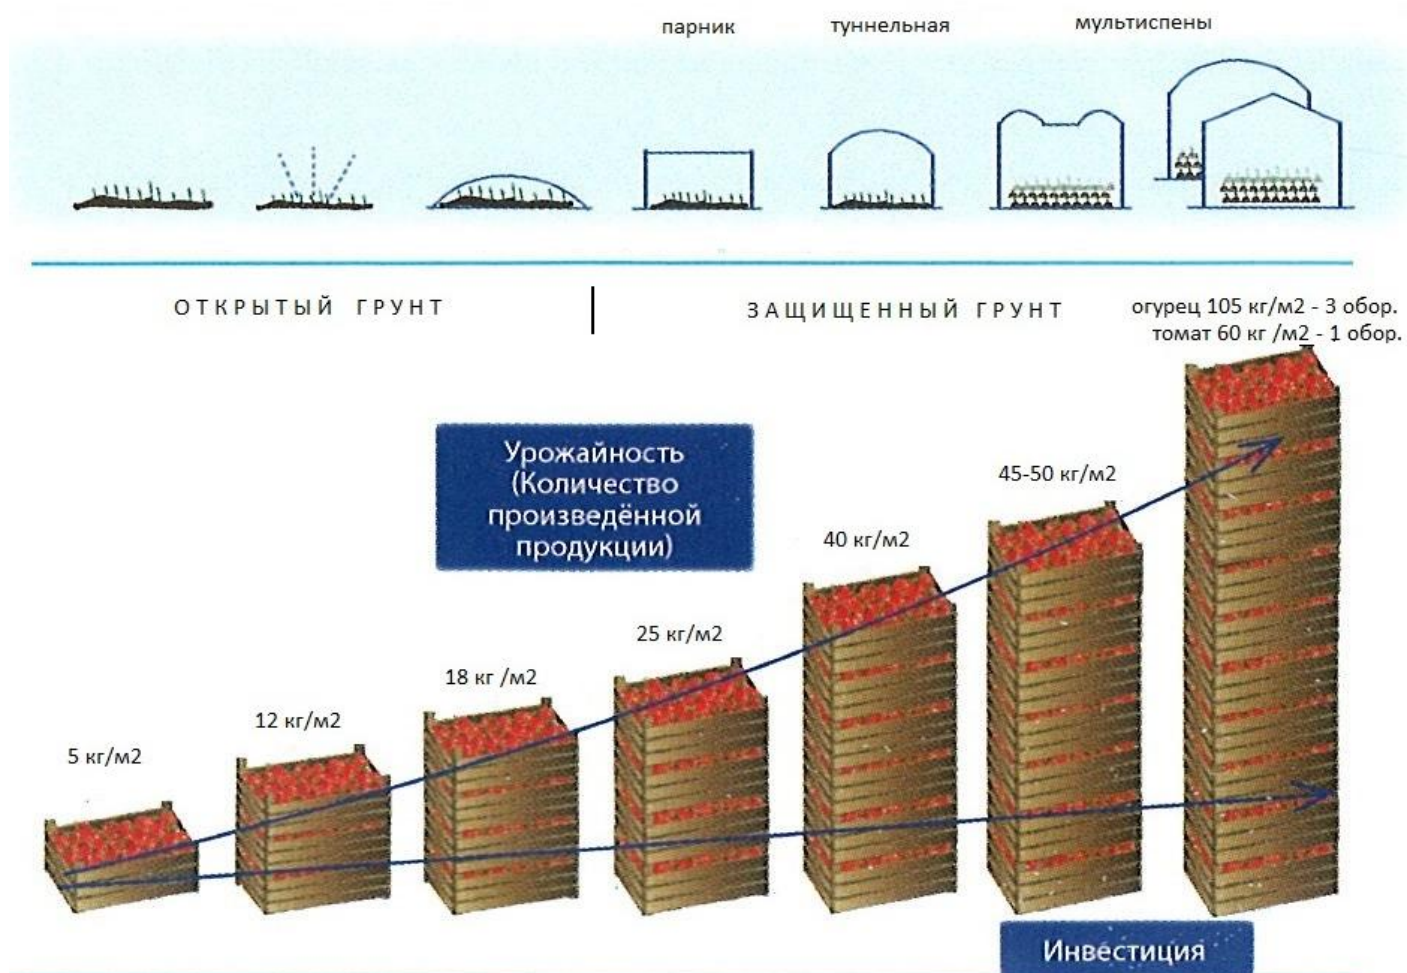 парник
туннельная
мультиспены
ОТКРЫТЫЙ ГРУНТ
ЗАЩИЩЕННЫЙ ГРУНТ
огурец 105 кг/м2 - 3 обор.
томат 60 кг /м2 - 1 обор.
Урожайность
(Количество
произведённой
продукции)
45-50 кг/м2
40 кг/м2
25 кг/м2
18 кг /м2
12 кг/м2
5 кг/м2
Инвестиция